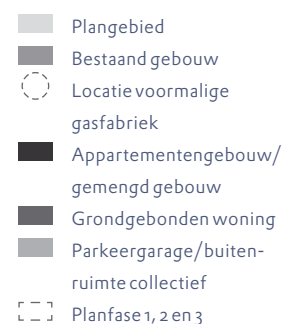 Plangebied
Bestaand gebouw
Locatie voormalige
gasfabriek
Appartementengebouw/
gemengd gebouw
Grondgebonden woning
Parkeergarage/buiten-
ruimte collectief
Planfase 1, 2 en 3